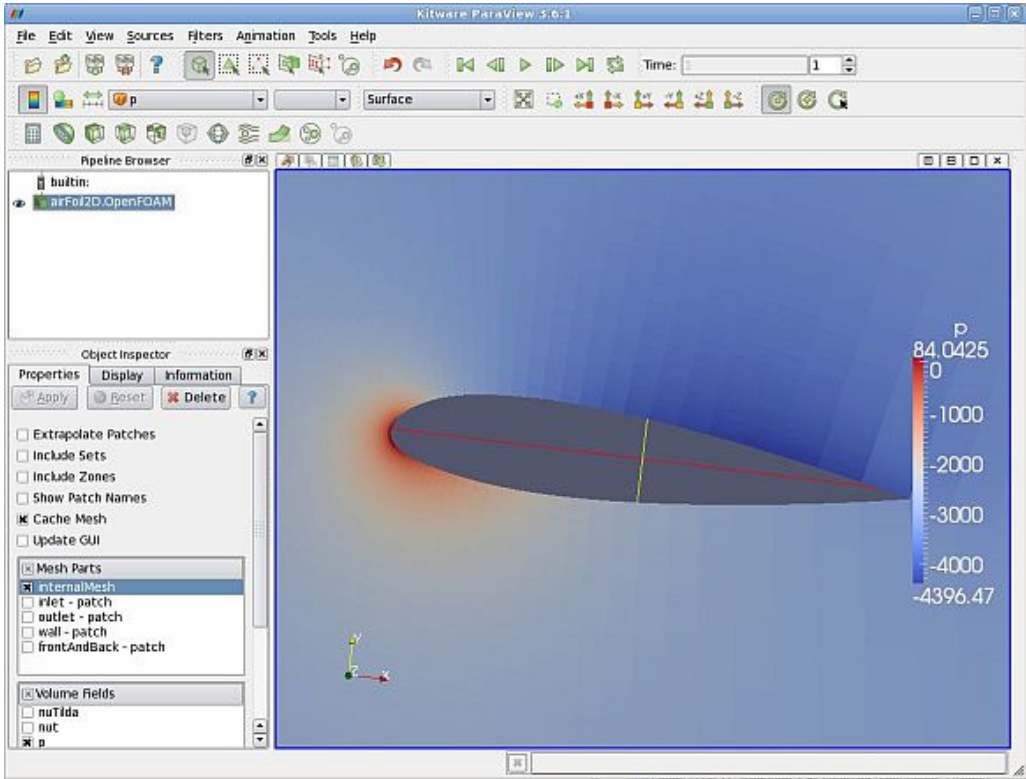 Kitware ParaView 3.6.1
File Edit View Sources Filters Animation Tools Help
Time: 1 1
p Surface
Pipeline Browser
builtin:
airFoil2D.OpenFOAM
Object Inspector
Properties Display Information
Apply Reset Delete ?
Extrapolate Patches
Include Sets
Include Zones
Show Patch Names
Cache Mesh
Update GUI
Mesh Parts
internalMesh
inlet - patch
outlet - patch
wall - patch
frontAndBack - patch
Volume Fields
nuTilda
nut
p
p
84.0425
0
-1000
-2000
-3000
-4000
-4396.47
Y
Z X